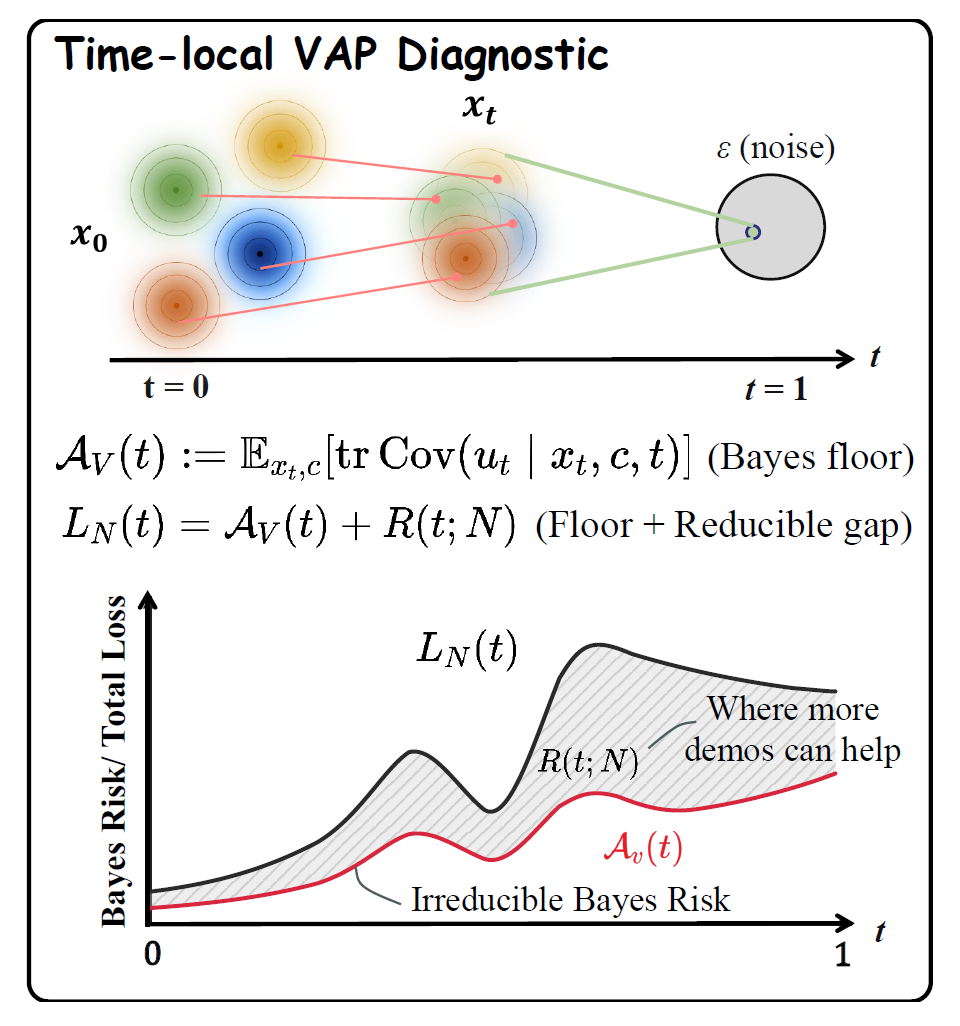 Time-local VAP Diagnostic
x_t
ε (noise)
x_0
t
t = 0
t = 1
𝒜_V(t) := 𝔼_{x_t,c}[tr Cov(u_t | x_t, c, t)] (Bayes floor)
L_N(t) = 𝒜_V(t) + R(t; N) (Floor + Reducible gap)
Bayes Risk/ Total Loss
L_N(t)
Where more
demos can help
R(t; N)
𝒜_v(t)
Irreducible Bayes Risk
t
0
1